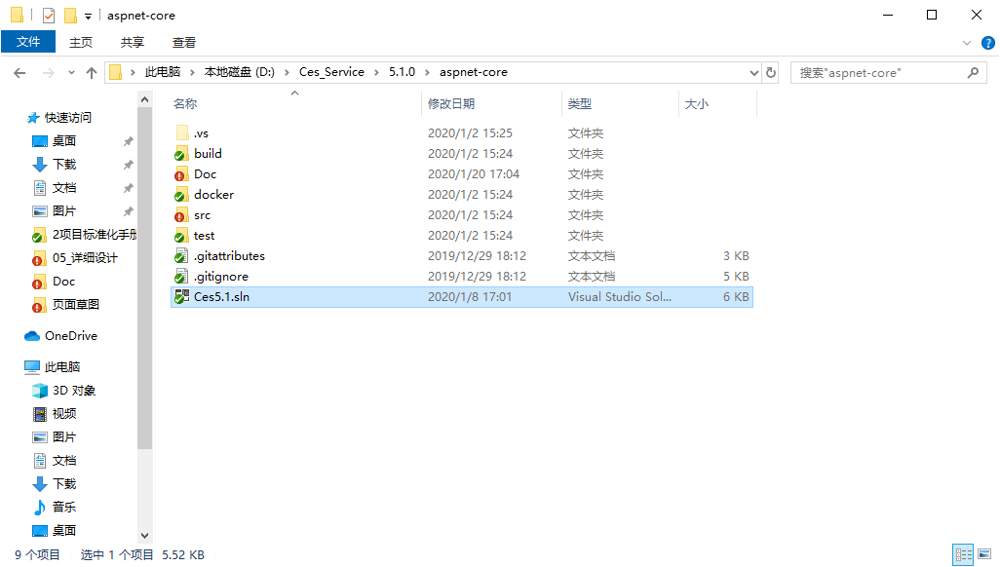 aspnet-core
文件 主页 共享 查看
此电脑 本地磁盘 (D:) Ces_Service 5.1.0 aspnet-core 搜索"aspnet-core"
快速访问
桌面
下载
文档
图片
2项目标准化手册
05_详细设计
Doc
页面草图
OneDrive
此电脑
3D 对象
视频
图片
文档
下载
音乐
桌面
名称 修改日期 类型 大小
.vs 2020/1/2 15:25 文件夹
build 2020/1/2 15:24 文件夹
Doc 2020/1/20 17:04 文件夹
docker 2020/1/2 15:24 文件夹
src 2020/1/2 15:24 文件夹
test 2020/1/2 15:24 文件夹
.gitattributes 2019/12/29 18:12 文本文档 3 KB
.gitignore 2019/12/29 18:12 文本文档 5 KB
Ces5.1.sln 2020/1/8 17:01 Visual Studio Sol... 6 KB
9 个项目 选中 1 个项目 5.52 KB